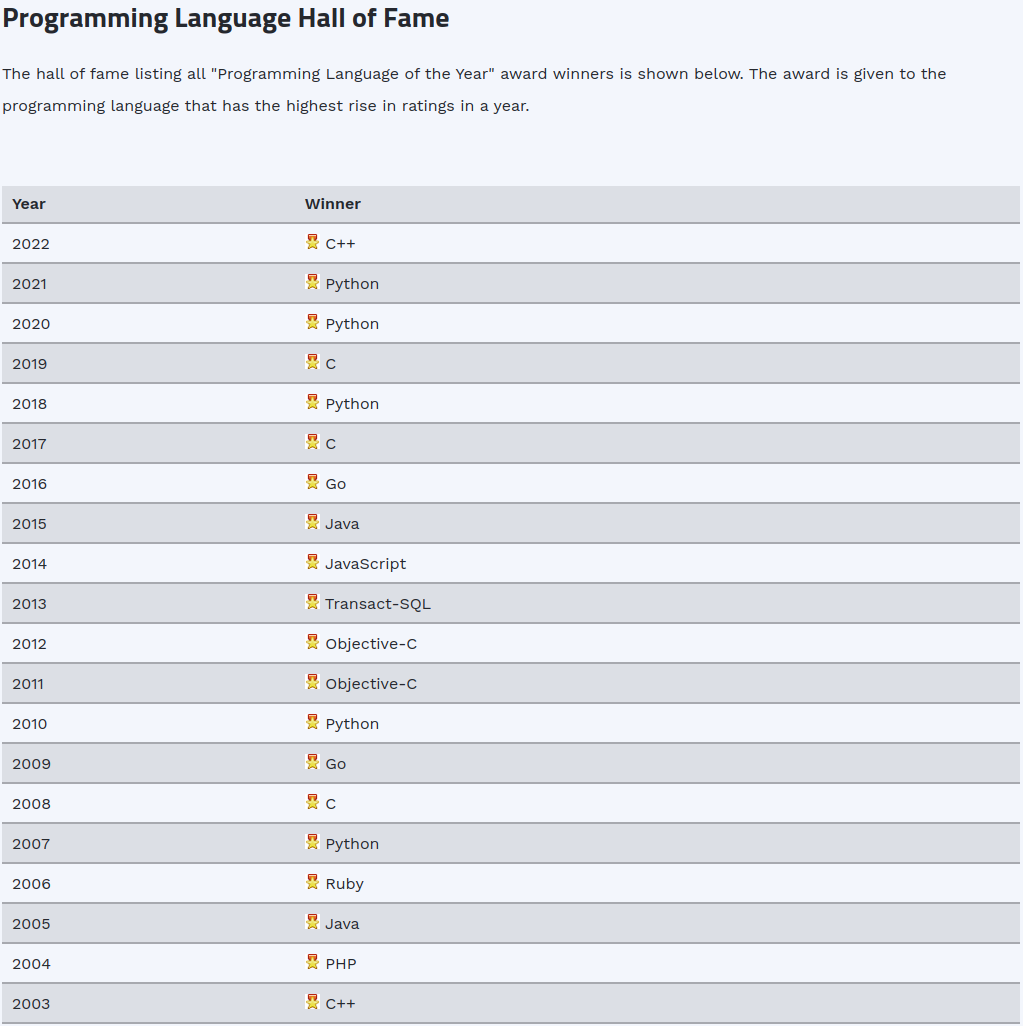 Programming Language Hall of Fame
The hall of fame listing all "Programming Language of the Year" award winners is shown below. The award is given to the
programming language that has the highest rise in ratings in a year.
Year Winner
2022 C++
2021 Python
2020 Python
2019 C
2018 Python
2017 C
2016 Go
2015 Java
2014 JavaScript
2013 Transact-SQL
2012 Objective-C
2011 Objective-C
2010 Python
2009 Go
2008 C
2007 Python
2006 Ruby
2005 Java
2004 PHP
2003 C++